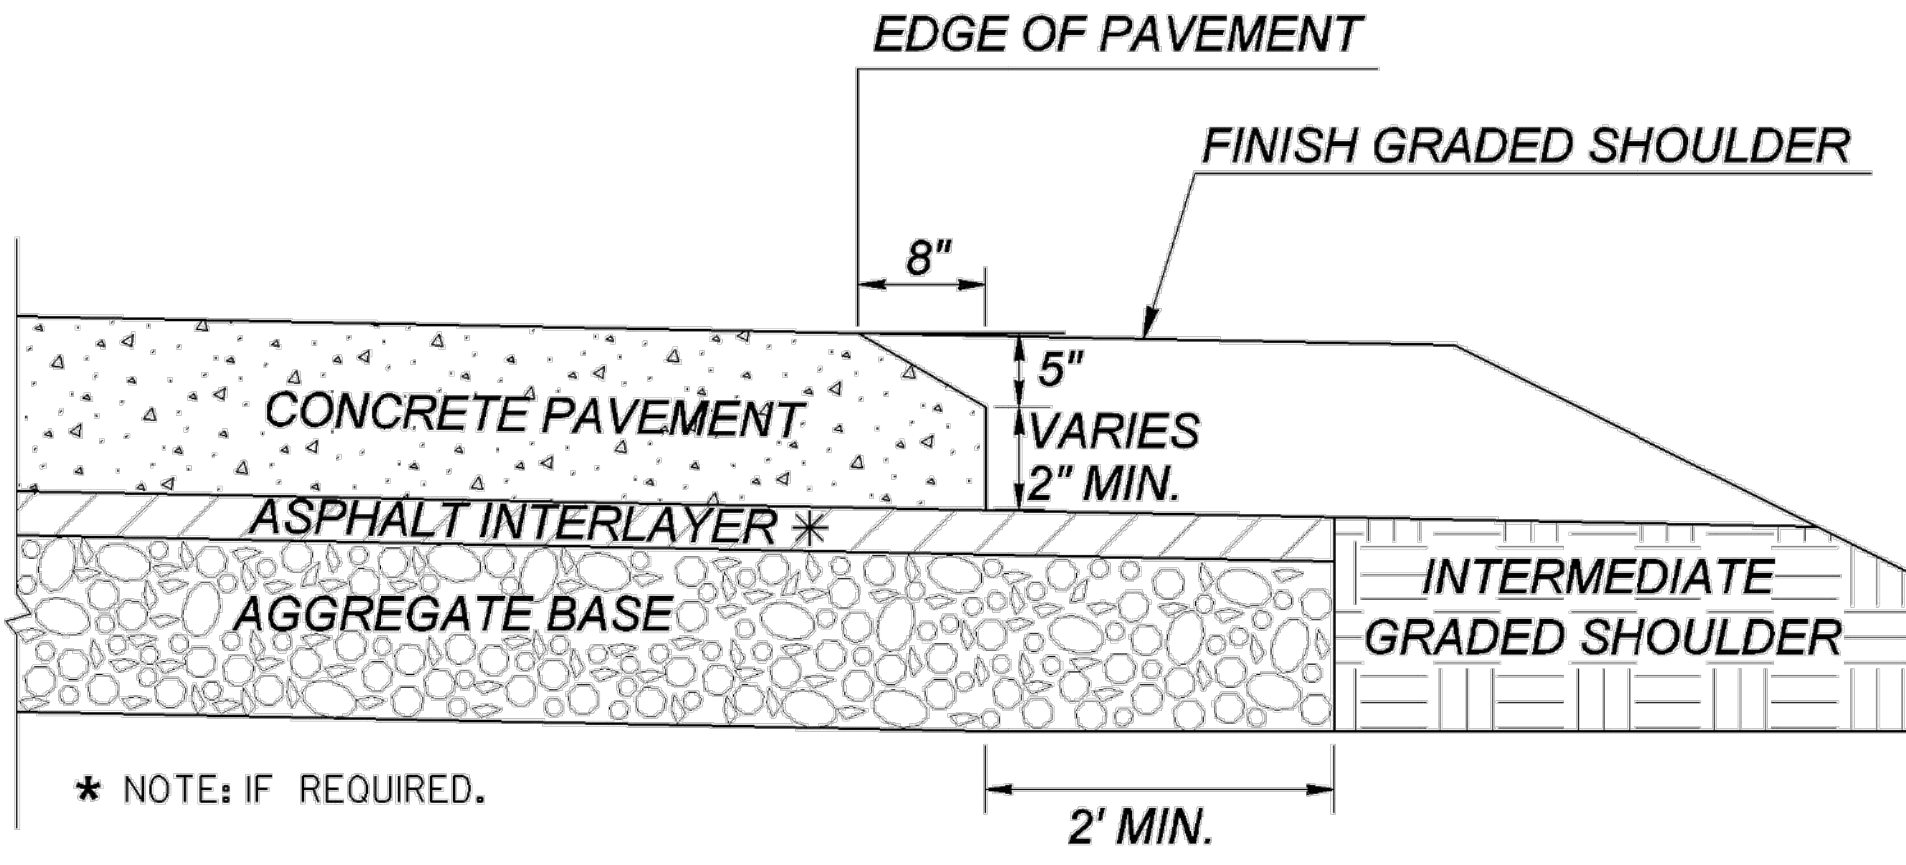 EDGE OF PAVEMENT
FINISH GRADED SHOULDER
8"
5"
CONCRETE PAVEMENT
VARIES
2" MIN.
ASPHALT INTERLAYER *
INTERMEDIATE
GRADED SHOULDER
AGGREGATE BASE
* NOTE: IF REQUIRED.
2' MIN.